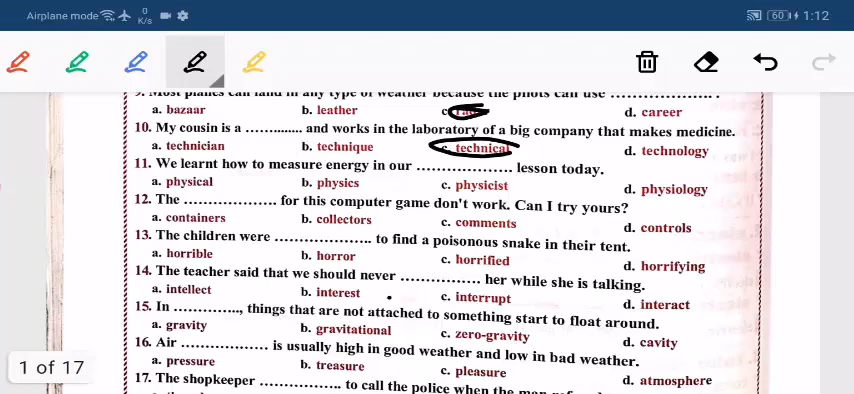 Airplane mode 0 K/s 60 1:12
9. Most planes can land in any type of weather because the pilots can use .................... .
a. bazaar b. leather c. d. career
10. My cousin is a ............... and works in the laboratory of a big company that makes medicine.
a. technician b. technique c. technical d. technology
11. We learnt how to measure energy in our .................. lesson today.
a. physical b. physics c. physicist d. physiology
12. The .................. for this computer game don't work. Can I try yours?
a. containers b. collectors c. comments d. controls
13. The children were .................. to find a poisonous snake in their tent.
a. horrible b. horror c. horrified d. horrifying
14. The teacher said that we should never ............... her while she is talking.
a. intellect b. interest c. interrupt d. interact
15. In ............., things that are not attached to something start to float around.
a. gravity b. gravitational c. zero-gravity d. cavity
16. Air ................. is usually high in good weather and low in bad weather.
a. pressure b. treasure c. pleasure d. atmosphere
1 of 17
17. The shopkeeper ................ to call the police when the man